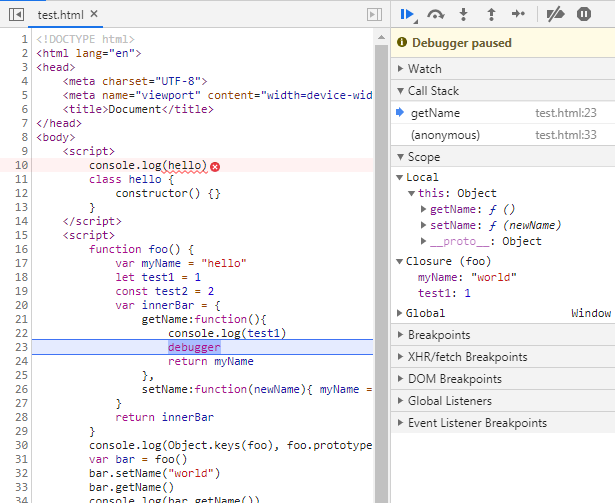 test.html ×
1 <!DOCTYPE html>
2 <html lang="en">
3 <head>
4 <meta charset="UTF-8">
5 <meta name="viewport" content="width=device-wid
6 <title>Document</title>
7 </head>
8 <body>
9 <script>
10 console.log(hello)
11 class hello {
12 constructor() {}
13 }
14 </script>
15 <script>
16 function foo() {
17 var myName = "hello"
18 let test1 = 1
19 const test2 = 2
20 var innerBar = {
21 getName:function(){
22 console.log(test1)
23 debugger
24 return myName
25 },
26 setName:function(newName){ myName =
27 }
28 return innerBar
29 }
30 console.log(Object.keys(foo), foo.prototype
31 var bar = foo()
32 bar.setName("world")
33 bar.getName()
34 console.log(bar.getName())
Debugger paused
Watch
Call Stack
getName test.html:23
(anonymous) test.html:33
Scope
Local
this: Object
getName: ƒ ()
setName: ƒ (newName)
__proto__: Object
Closure (foo)
myName: "world"
test1: 1
Global Window
Breakpoints
XHR/fetch Breakpoints
DOM Breakpoints
Global Listeners
Event Listener Breakpoints